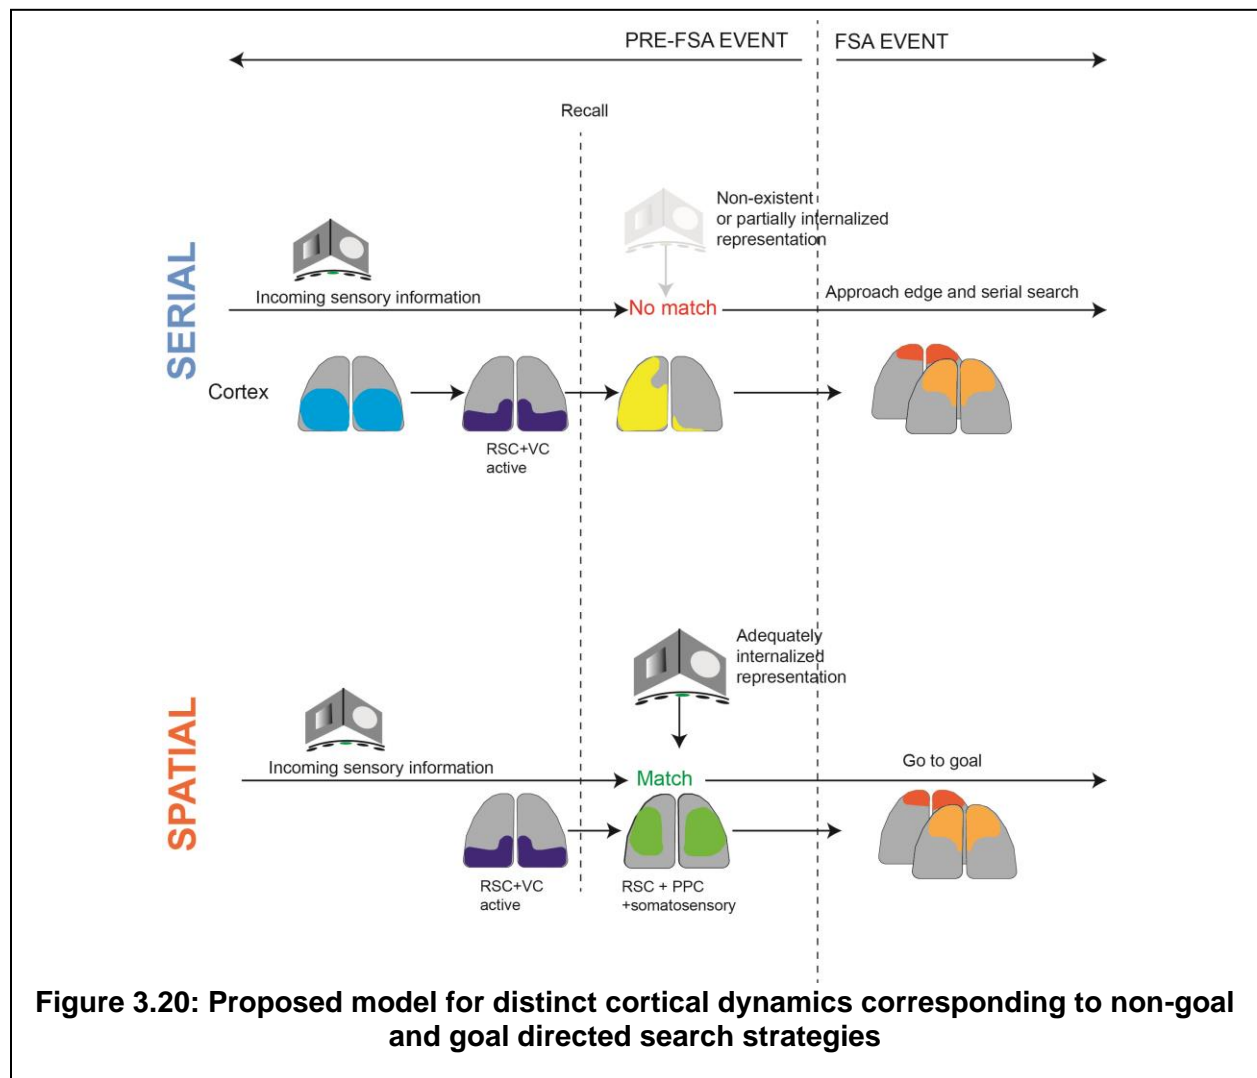 PRE-FSA EVENT
FSA EVENT
Recall
SERIAL
Non-existent
or partially internalized
representation
Incoming sensory information
No match
Approach edge and serial search
Cortex
RSC+VC
active
SPATIAL
Adequately
internalized
representation
Incoming sensory information
Match
Go to goal
RSC+VC
active
RSC + PPC
+somatosensory
Figure 3.20: Proposed model for distinct cortical dynamics corresponding to non-goal
and goal directed search strategies